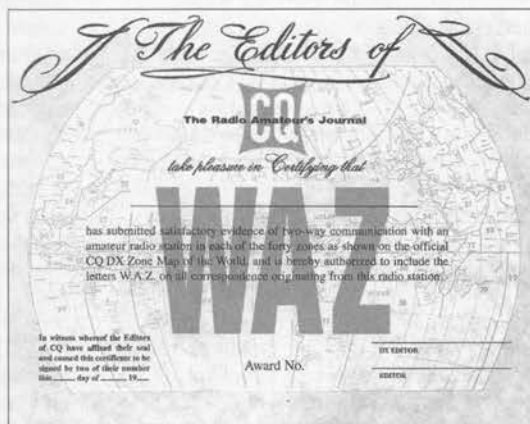 The Editors of
CQ
The Radio Amateur's Journal
take pleasure in Certifying that
WAZ
has submitted satisfactory evidence of two-way communication with an
amateur radio station in each of the forty zones as shown on the official
CQ DX Zone Map of the World, and is hereby authorized to include the
letters W.A.Z. on all correspondence originating from this radio station.
In witness whereof the Editors
of CQ have affixed their seal
and caused this certificate to be
signed by two of their number
this ____ day of ____ 19__
Award No.
DX EDITOR
EDITOR